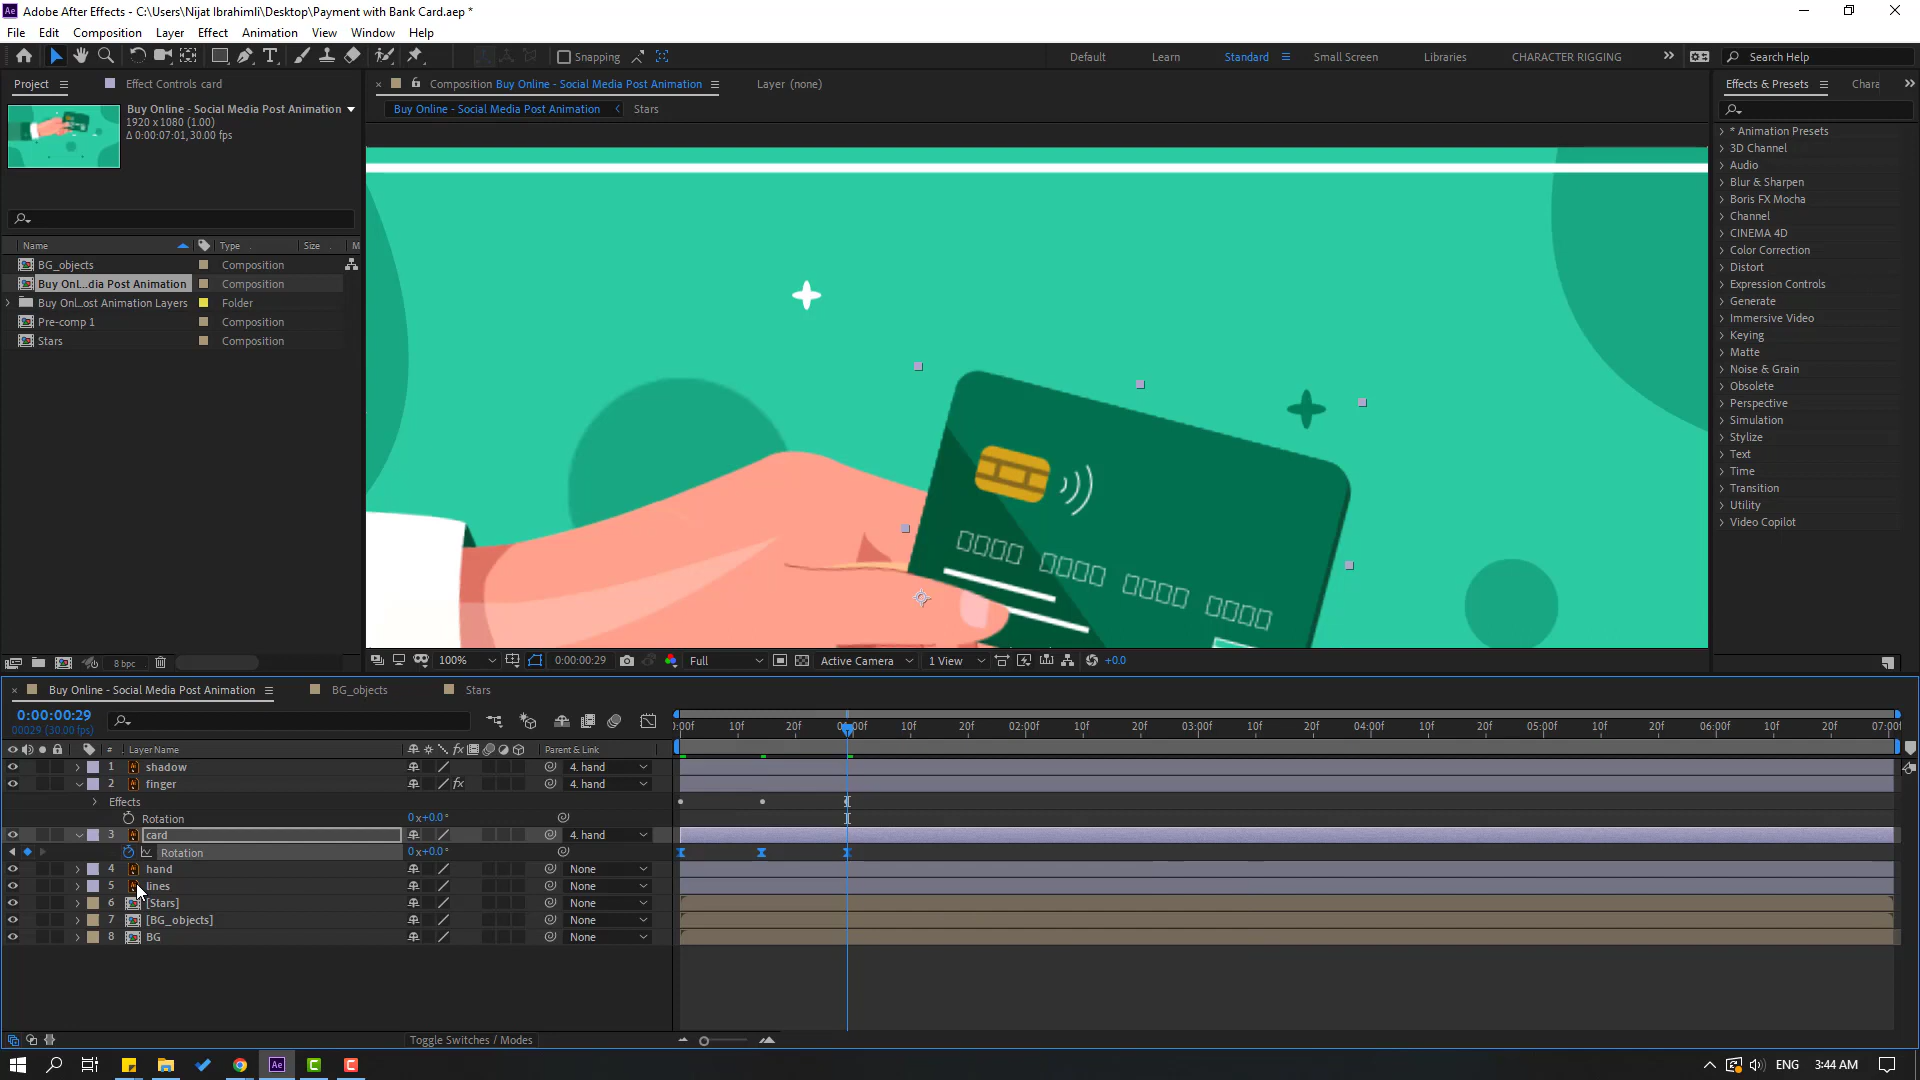 Adobe After Effects - C:\Users\Nijat Ibrahimli\Desktop\Payment with Bank Card.aep *
File Edit Composition Layer Effect Animation View Window Help
Snapping
Default Learn Standard Small Screen Libraries CHARACTER RIGGING Search Help
Project Effect Controls card
Composition Buy Online - Social Media Post Animation Layer (none)
Effects & Presets Chara
Buy Online - Social Media Post Animation
1920 x 1080 (1.00)
Δ 0:00:07:01, 30.00 fps
Buy Online - Social Media Post Animation Stars
Name Type Size M
BG_objects Composition
Buy Onl...dia Post Animation Composition
Buy Onl...ost Animation Layers Folder
Pre-comp 1 Composition
Stars Composition
* Animation Presets
3D Channel
Audio
Blur & Sharpen
Boris FX Mocha
Channel
CINEMA 4D
Color Correction
Distort
Expression Controls
Generate
Immersive Video
Keying
Matte
Noise & Grain
Obsolete
Perspective
Simulation
Stylize
Text
Time
Transition
Utility
Video Copilot
8 bpc
100% 0:00:00:29 Full Active Camera 1 View +0.0
Buy Online - Social Media Post Animation BG_objects Stars
0:00:00:29
00029 (30.00 fps)
:00f 10f 20f 01:00f 10f 20f 02:00f 10f 20f 03:00f 10f 20f 04:00f 10f 20f 05:00f 10f 20f 06:00f 10f 20f 07:00f
# Layer Name fx Parent & Link
1 shadow 4. hand
2 finger fx 4. hand
Effects
Rotation 0x+0.0°
3 card 4. hand
Rotation 0x+0.0°
4 hand None
5 lines None
6 [Stars] None
7 [BG_objects] None
8 BG None
Toggle Switches / Modes
ENG 3:44 AM